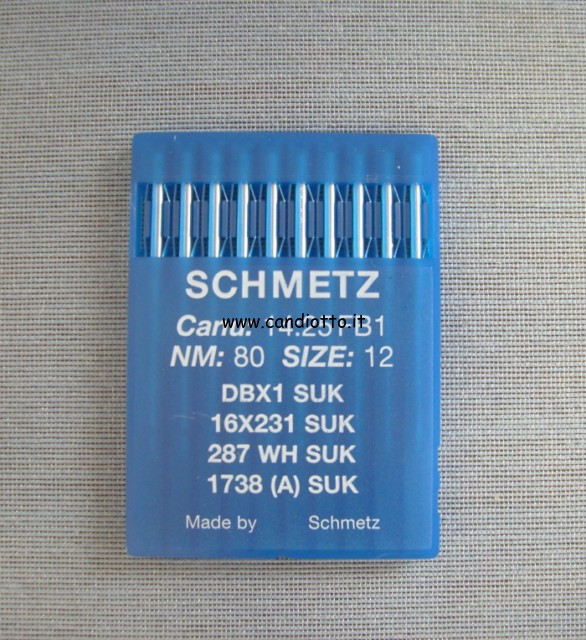 SCHMETZ
www.candiotto.it
NM: 80 SIZE: 12
DBX1 SUK
16X231 SUK
287 WH SUK
1738 (A) SUK
Made by Schmetz